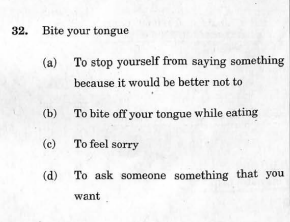 32. Bite your tongue
(a) To stop yourself from saying something
because it would be better not to
(b) To bite off your tongue while eating
(c) To feel sorry
(d) To ask someone something that you
want